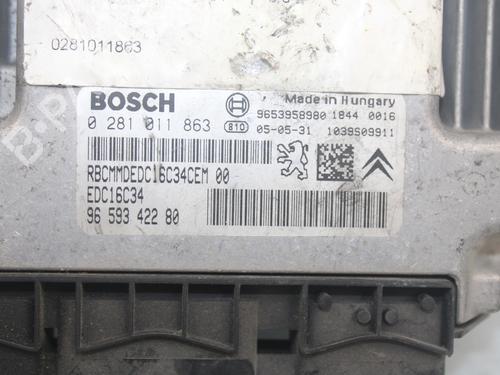 0281011863
BOSCH
Made in Hungary
9653958980 1844 0016
0 281 011 863
810 05-05-31 1039S09911
RBCMMDEDC16C34CEM 00
EDC16C34
96 593 422 80
B-P